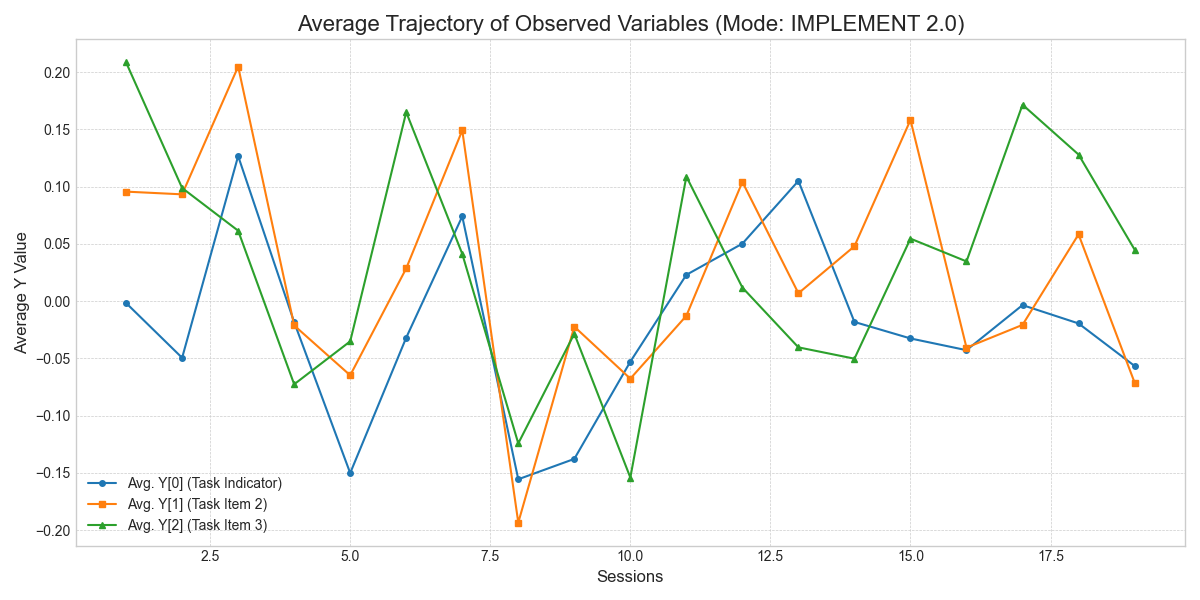 Average Trajectory of Observed Variables (Mode: IMPLEMENT 2.0)
Average Y Value
0.20
0.15
0.10
0.05
0.00
−0.05
−0.10
−0.15
−0.20
Avg. Y[0] (Task Indicator)
Avg. Y[1] (Task Item 2)
Avg. Y[2] (Task Item 3)
2.5 5.0 7.5 10.0 12.5 15.0 17.5
Sessions